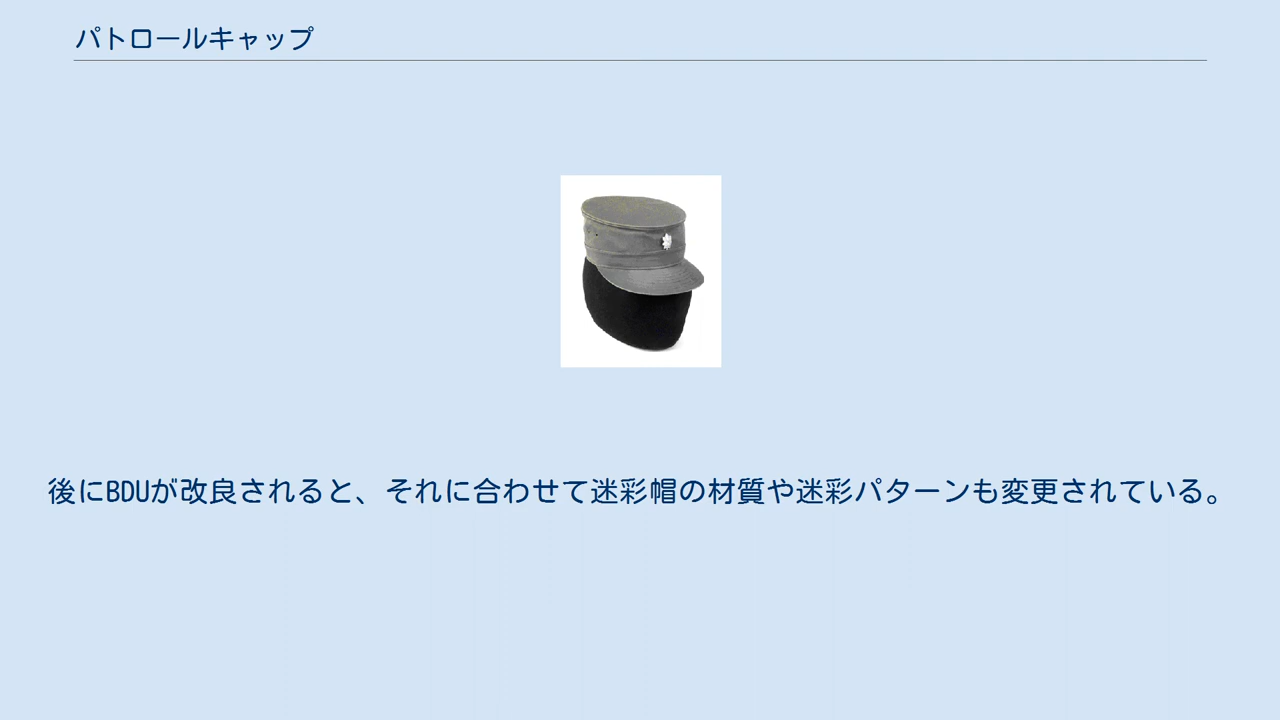 パトロールキャップ
後にBDUが改良されると、それに合わせて迷彩帽の材質や迷彩パターンも変更されている。